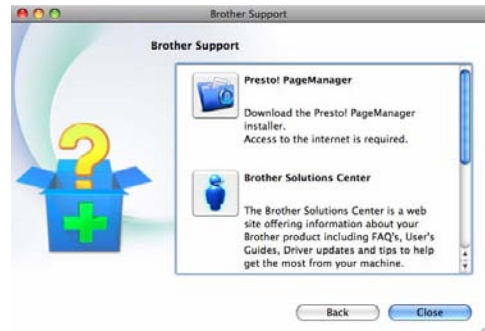 Brother Support
Brother Support
Presto! PageManager
Download the Presto! PageManager
installer.
Access to the internet is required.
Brother Solutions Center
The Brother Solutions Center is a web
site offering information about your
Brother product including FAQ's, User's
Guides, Driver updates and tips to help
get the most from your machine.
Back Close